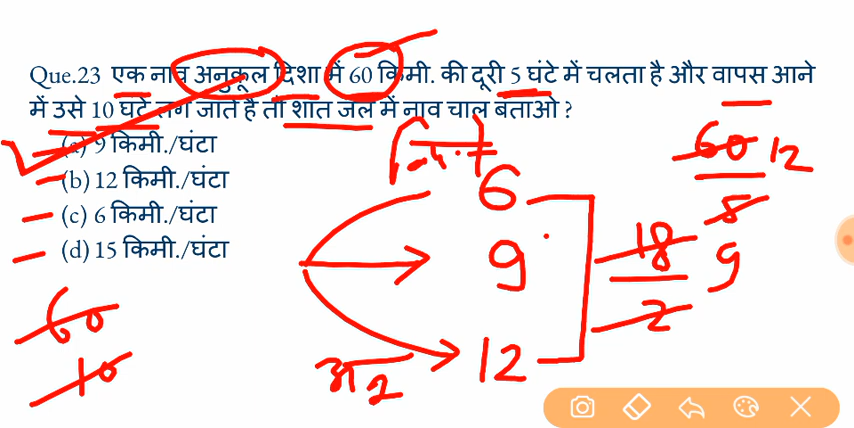 Que.23 एक नाव अनुकूल दिशा में 60 किमी. की दूरी 5 घंटे में चलता है और वापस आने
में उसे 10 घंटे लग जाते है तो शात जल में नाव चाल बताओ ?
(a) 9 किमी./घंटा
(b) 12 किमी./घंटा
(c) 6 किमी./घंटा
(d) 15 किमी./घंटा
60 12
5
6
9
12
18 9
2
60
10